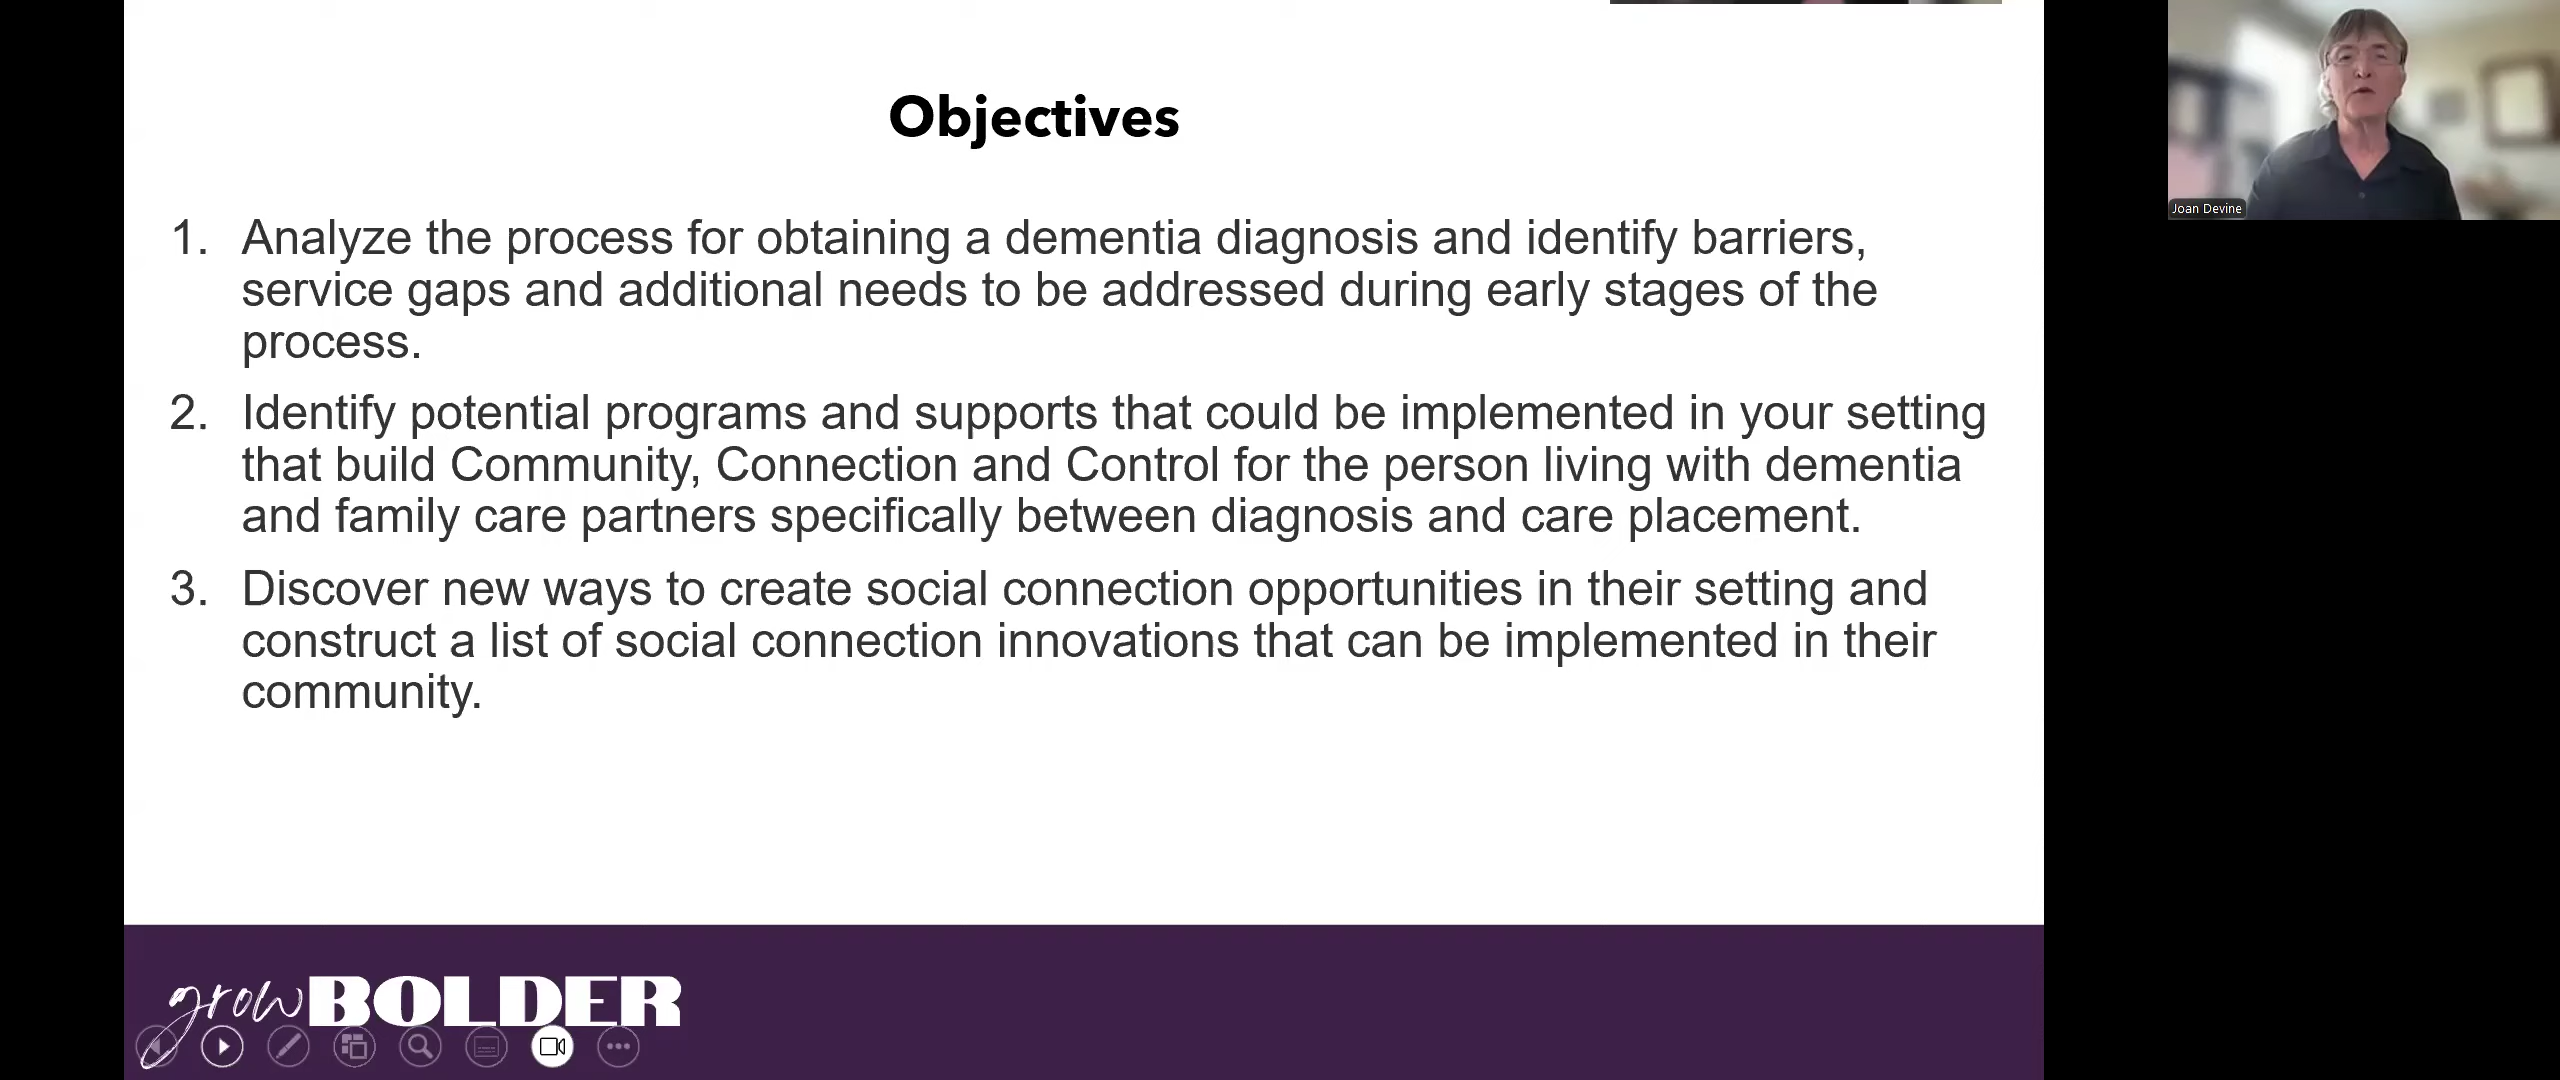 Objectives
1. Analyze the process for obtaining a dementia diagnosis and identify barriers,
service gaps and additional needs to be addressed during early stages of the
process.
2. Identify potential programs and supports that could be implemented in your setting
that build Community, Connection and Control for the person living with dementia
and family care partners specifically between diagnosis and care placement.
3. Discover new ways to create social connection opportunities in their setting and
construct a list of social connection innovations that can be implemented in their
community.
grow BOLDER
Joan Devine